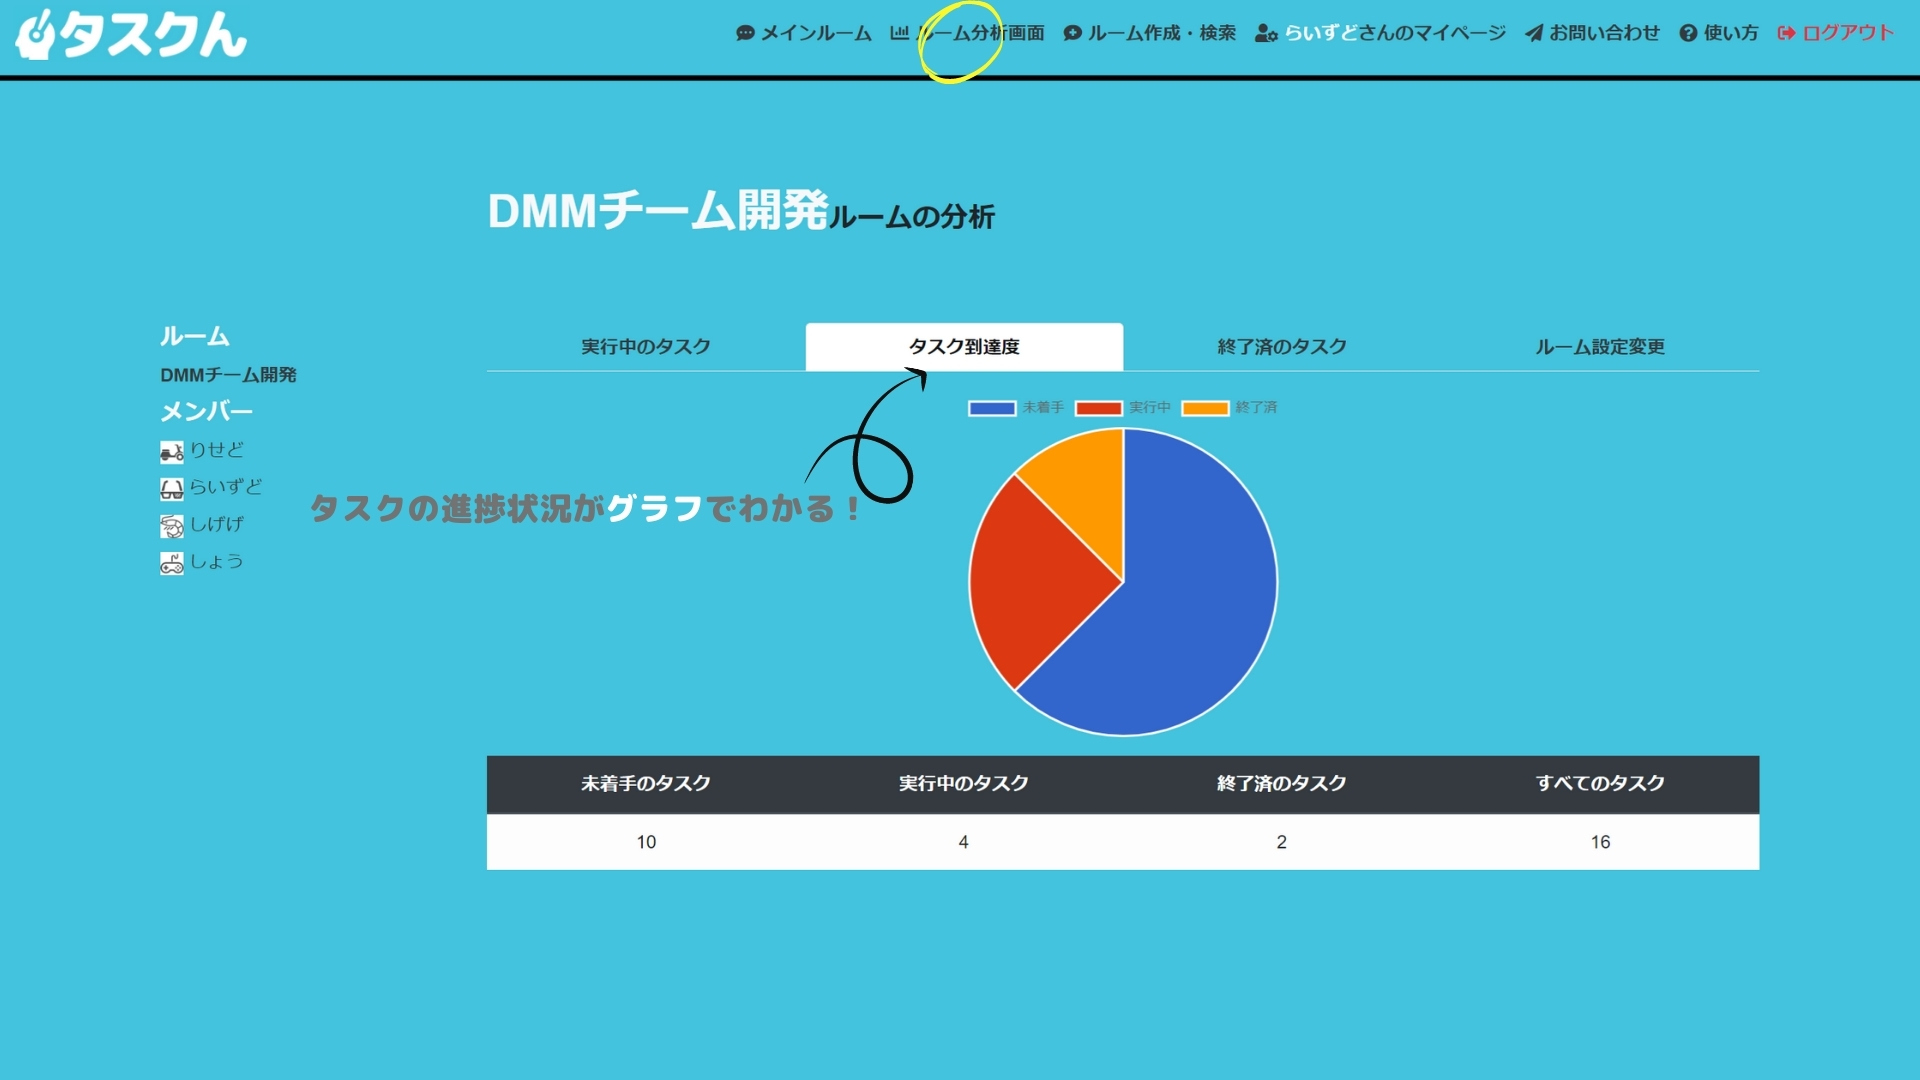 タスクん
メインルーム ルーム分析画面 ルーム作成・検索 らいずどさんのマイページ お問い合わせ 使い方 ログアウト
DMMチーム開発ルームの分析
ルーム
DMMチーム開発
メンバー
りせど
らいずど
しげげ
しょう
実行中のタスク タスク到達度 終了済のタスク ルーム設定変更
タスクの進捗状況がグラフでわかる！
未着手 実行中 終了済
未着手のタスク 実行中のタスク 終了済のタスク すべてのタスク
10 4 2 16